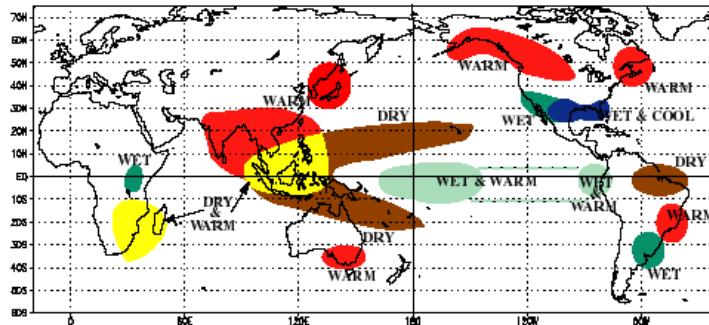 70N
60N
50N
40N
30N
20N
10N
EQ
10S
20S
30S
40S
50S
60S
WARM
WARM
WARM
DRY
WET
WET & COOL
WET
WET & WARM
WET
&
WARM
DRY
DRY
&
WARM
WARM
DRY
WARM
WET
0
60E
120E
180
120W
60W